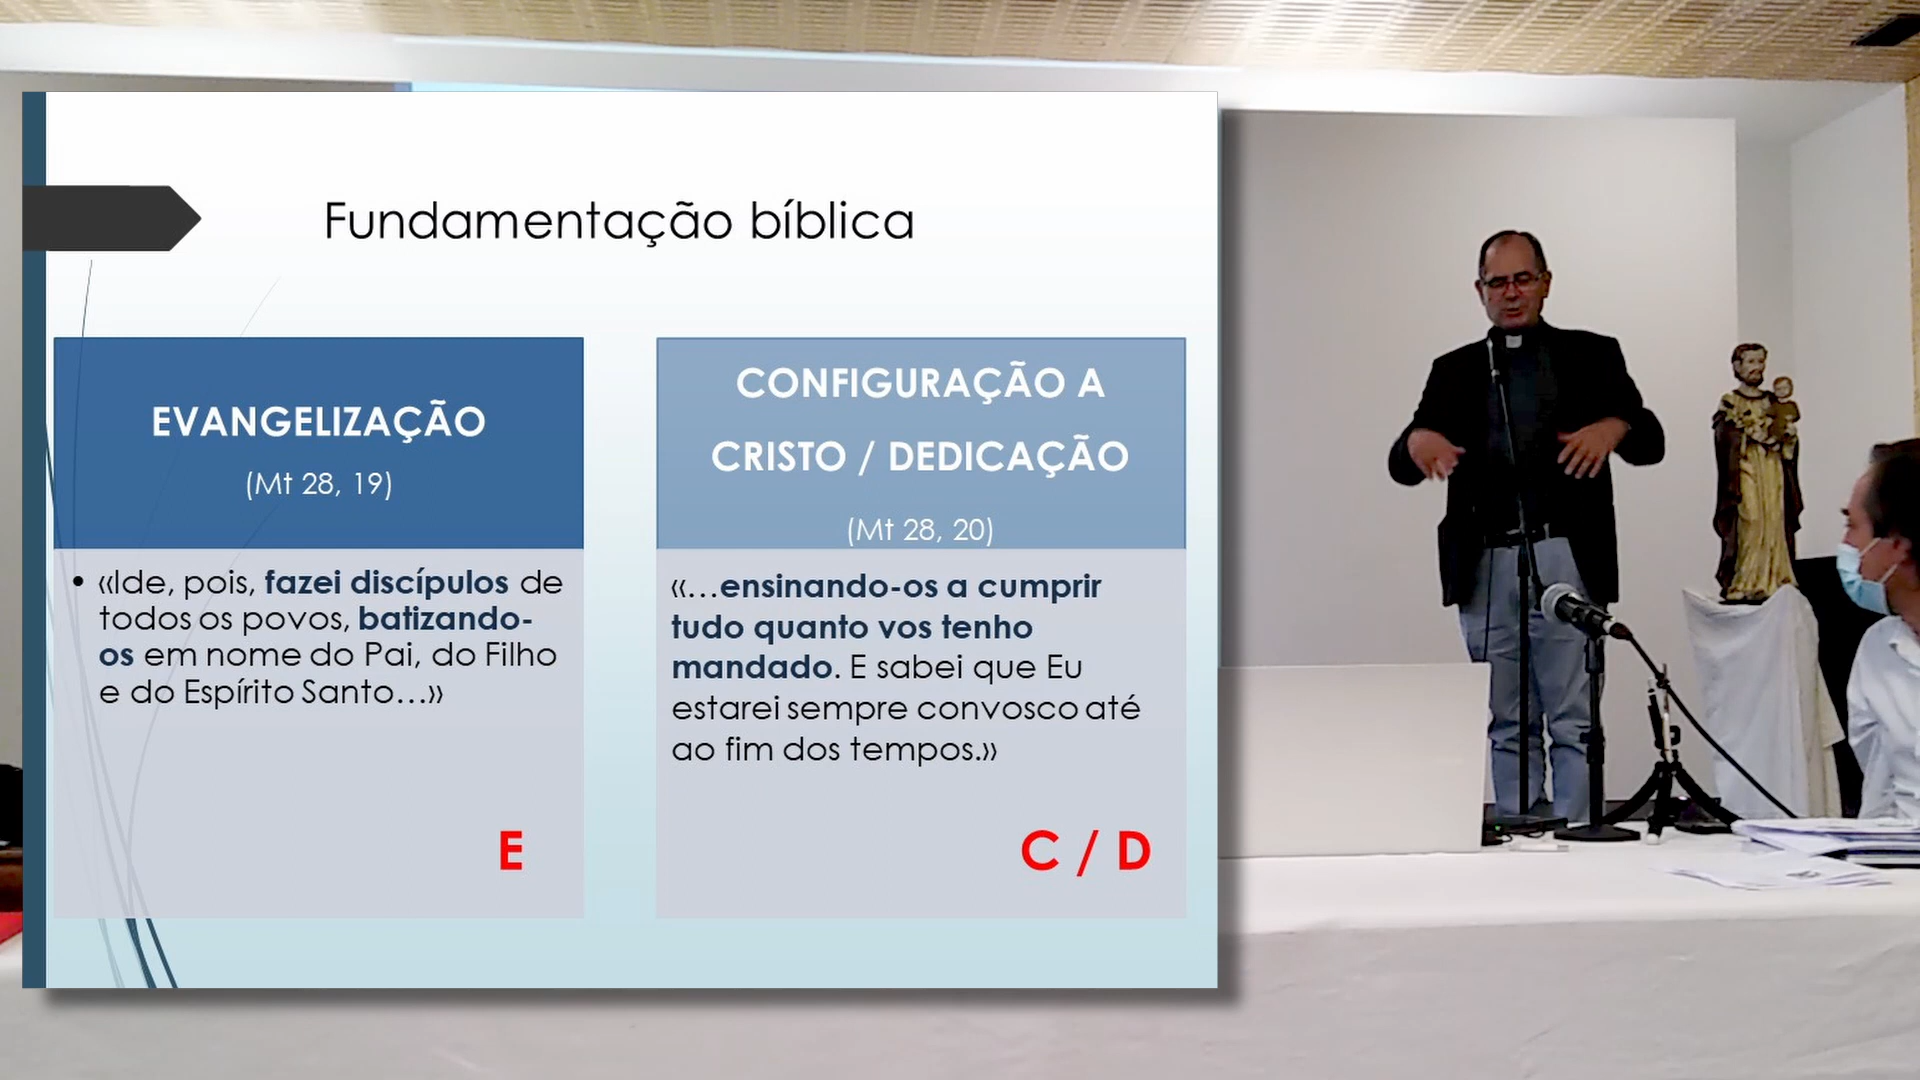 Fundamentação bíblica
EVANGELIZAÇÃO
(Mt 28, 19)
• «Ide, pois, fazei discípulos de
todos os povos, batizando-
os em nome do Pai, do Filho
e do Espírito Santo...»
E
CONFIGURAÇÃO A
CRISTO / DEDICAÇÃO
(Mt 28, 20)
«...ensinando-os a cumprir
tudo quanto vos tenho
mandado. E sabei que Eu
estarei sempre convosco até
ao fim dos tempos.»
C / D